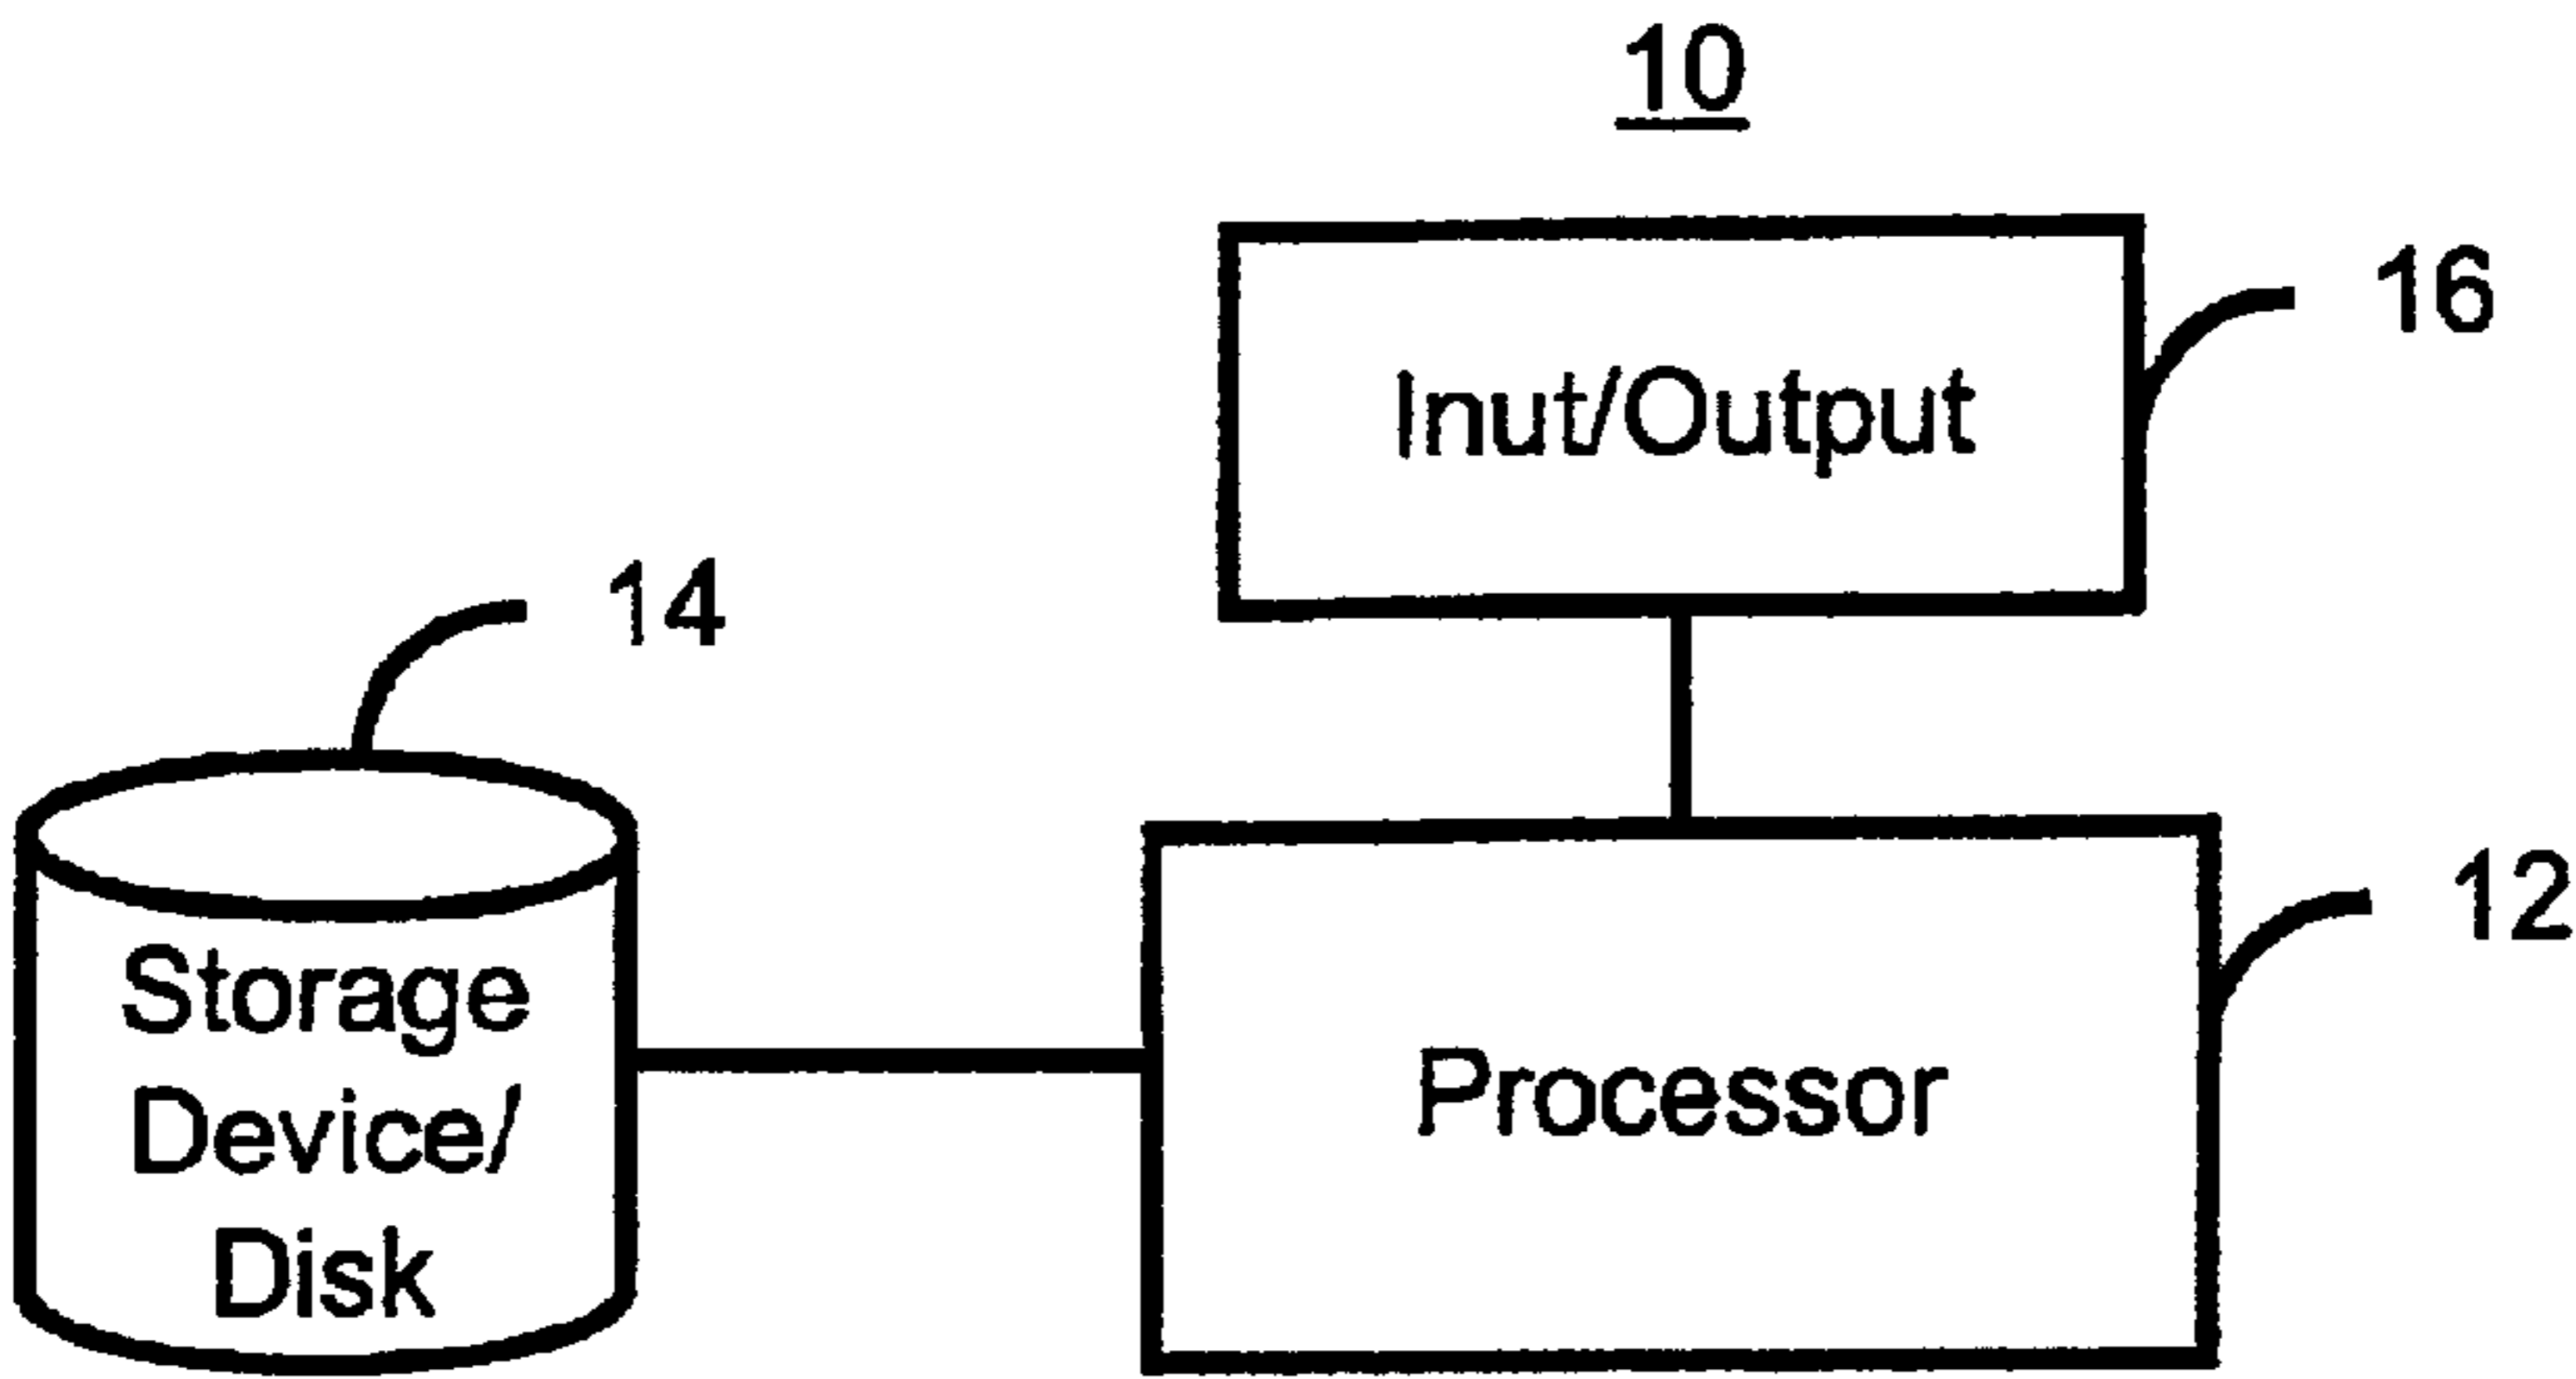 10
Inut/Output
16
14
Storage
Device/
Disk
Processor
12